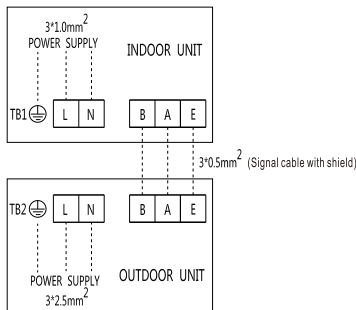 3*1.0mm²
POWER SUPPLY
INDOOR UNIT
TB1 L N B A E
3*0.5mm² (Signal cable with shield)
TB2 L N B A E
POWER SUPPLY
3*2.5mm²
OUTDOOR UNIT